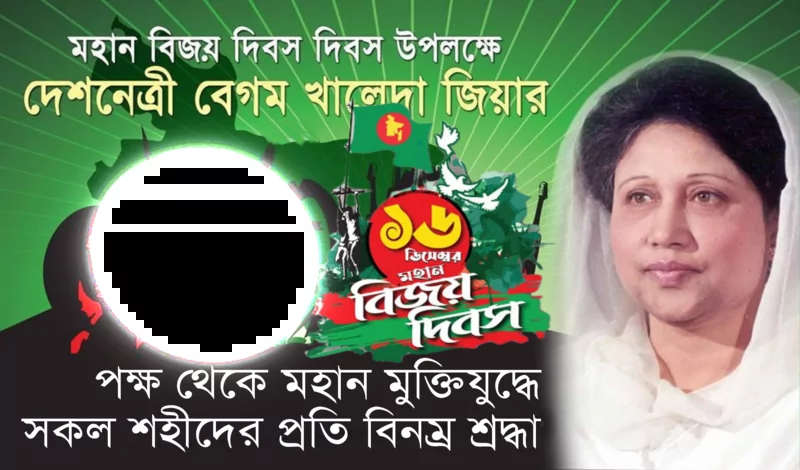 মহান বিজয় দিবস দিবস উপলক্ষে
দেশনেত্রী বেগম খালেদা জিয়ার
১৬
ডিসেম্বর
মহান
বিজয়
দিবস
পক্ষ থেকে মহান মুক্তিযুদ্ধে
সকল শহীদের প্রতি বিনম্র শ্রদ্ধা